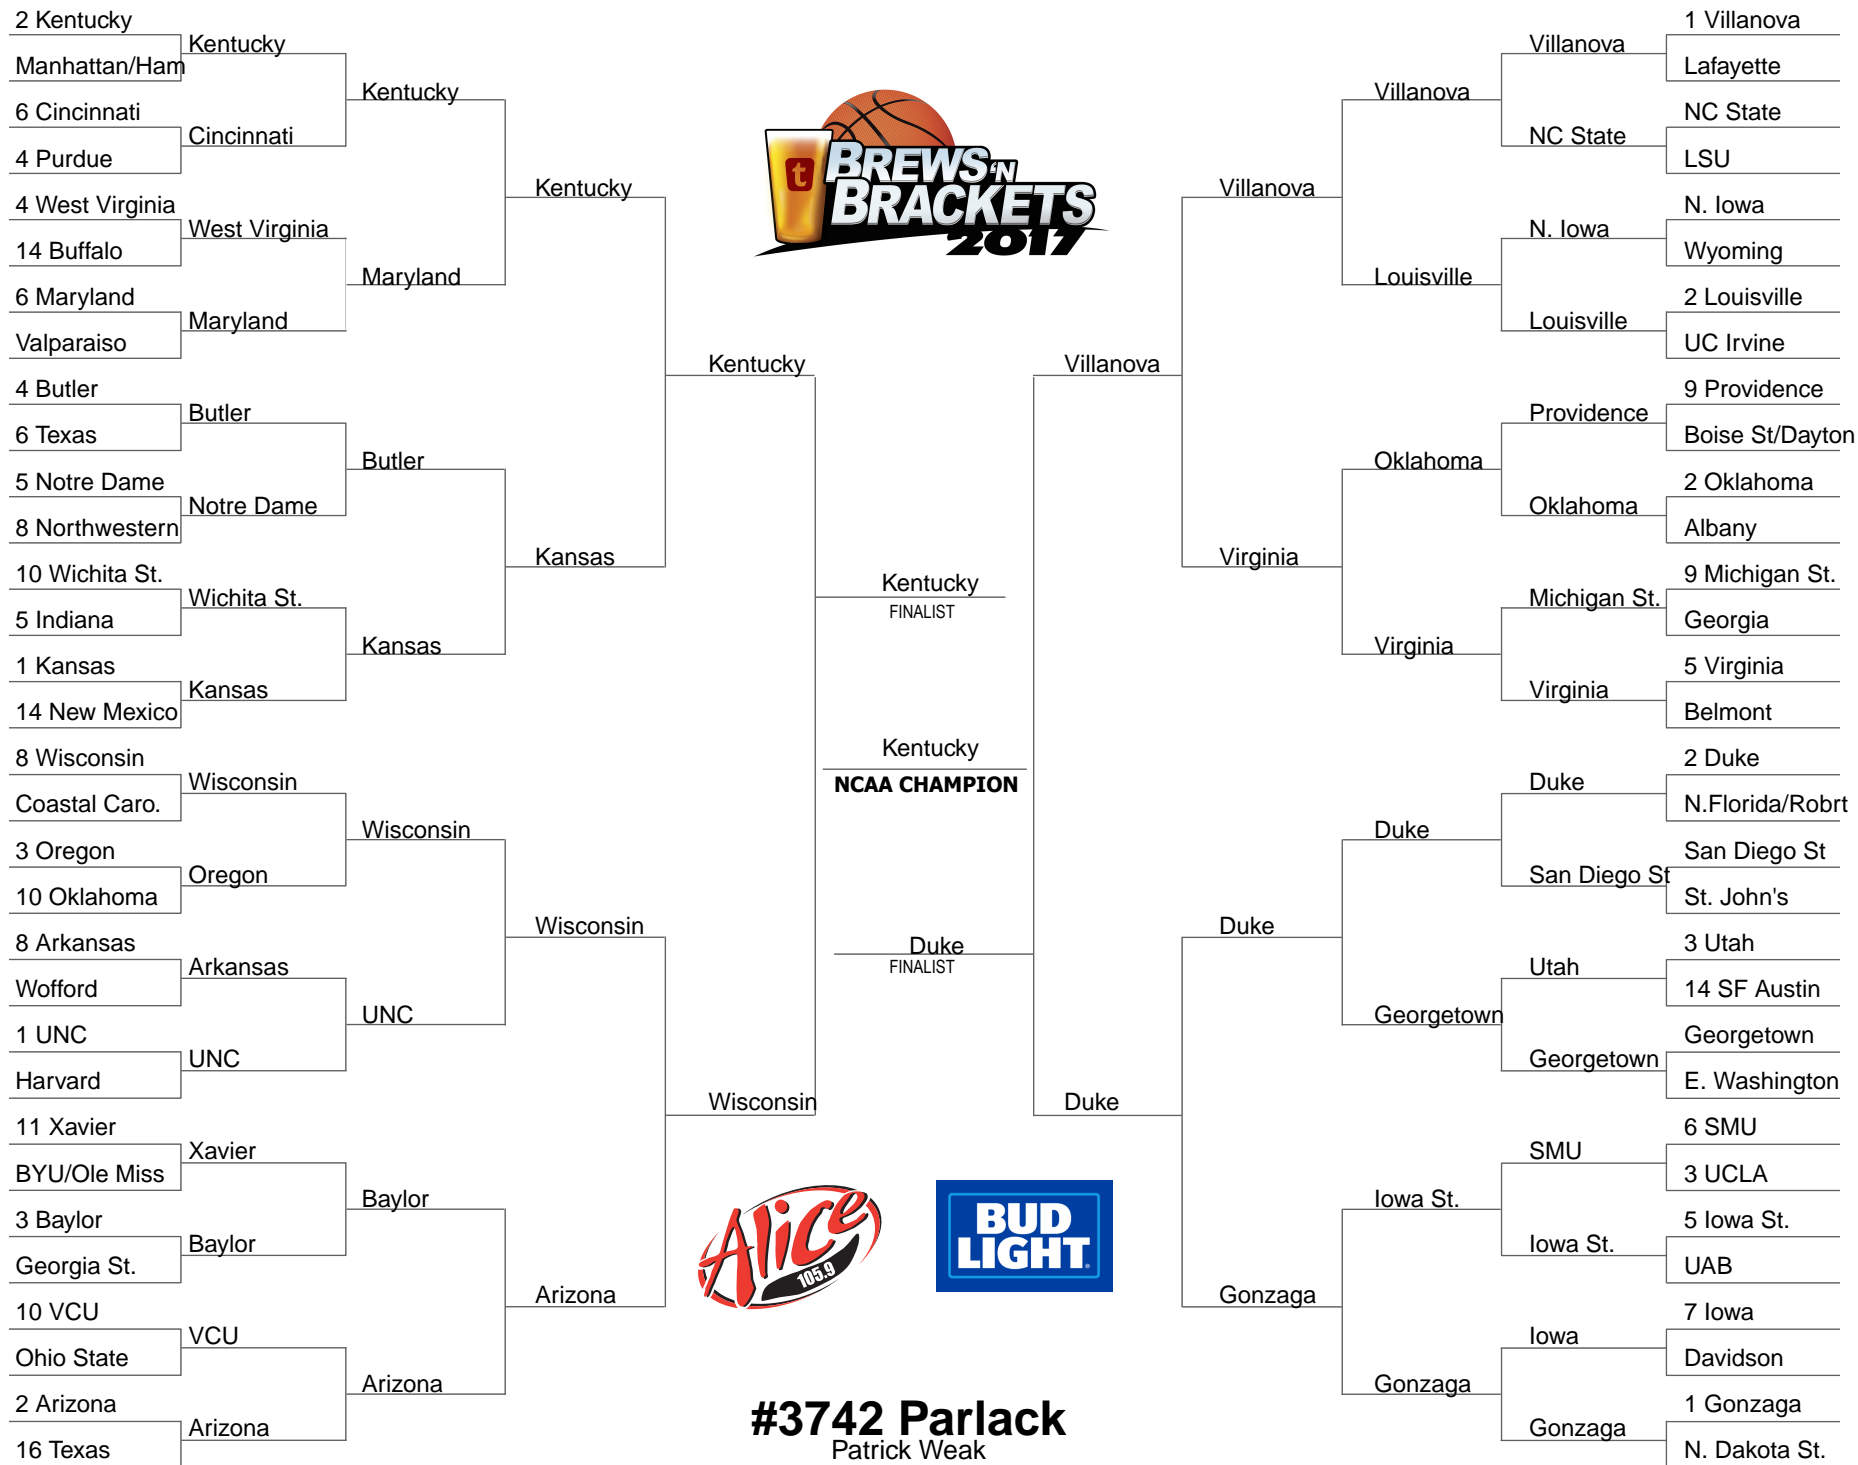 2 Kentucky
Manhattan/Ham
6 Cincinnati
4 Purdue
4 West Virginia
14 Buffalo
6 Maryland
Valparaiso
4 Butler
6 Texas
5 Notre Dame
8 Northwestern
10 Wichita St.
5 Indiana
1 Kansas
14 New Mexico
8 Wisconsin
Coastal Caro.
3 Oregon
10 Oklahoma
8 Arkansas
Wofford
1 UNC
Harvard
11 Xavier
BYU/Ole Miss
3 Baylor
Georgia St.
10 VCU
Ohio State
2 Arizona
16 Texas
Kentucky
Cincinnati
West Virginia
Maryland
Butler
Notre Dame
Wichita St.
Kansas
Wisconsin
Oregon
Arkansas
UNC
Xavier
Baylor
VCU
Arizona
Kentucky
Maryland
Butler
Kansas
Wisconsin
UNC
Baylor
Arizona
Kentucky
Kansas
Wisconsin
Arizona
Kentucky
Wisconsin
t
BREWS 'N
BRACKETS
2017
Kentucky
FINALIST
Kentucky
NCAA CHAMPION
Duke
FINALIST
Alice
105.9
BUD
LIGHT
#3742 Parlack
Patrick Weak
Villanova
Duke
Villanova
Virginia
Duke
Gonzaga
Villanova
Louisville
Oklahoma
Virginia
Duke
Georgetown
Iowa St.
Gonzaga
Villanova
NC State
N. Iowa
Louisville
Providence
Oklahoma
Michigan St.
Virginia
Duke
San Diego St
Utah
Georgetown
SMU
Iowa St.
Iowa
Gonzaga
1 Villanova
Lafayette
NC State
LSU
N. Iowa
Wyoming
2 Louisville
UC Irvine
9 Providence
Boise St/Dayton
2 Oklahoma
Albany
9 Michigan St.
Georgia
5 Virginia
Belmont
2 Duke
N.Florida/Robrt
San Diego St
St. John's
3 Utah
14 SF Austin
Georgetown
E. Washington
6 SMU
3 UCLA
5 Iowa St.
UAB
7 Iowa
Davidson
1 Gonzaga
N. Dakota St.